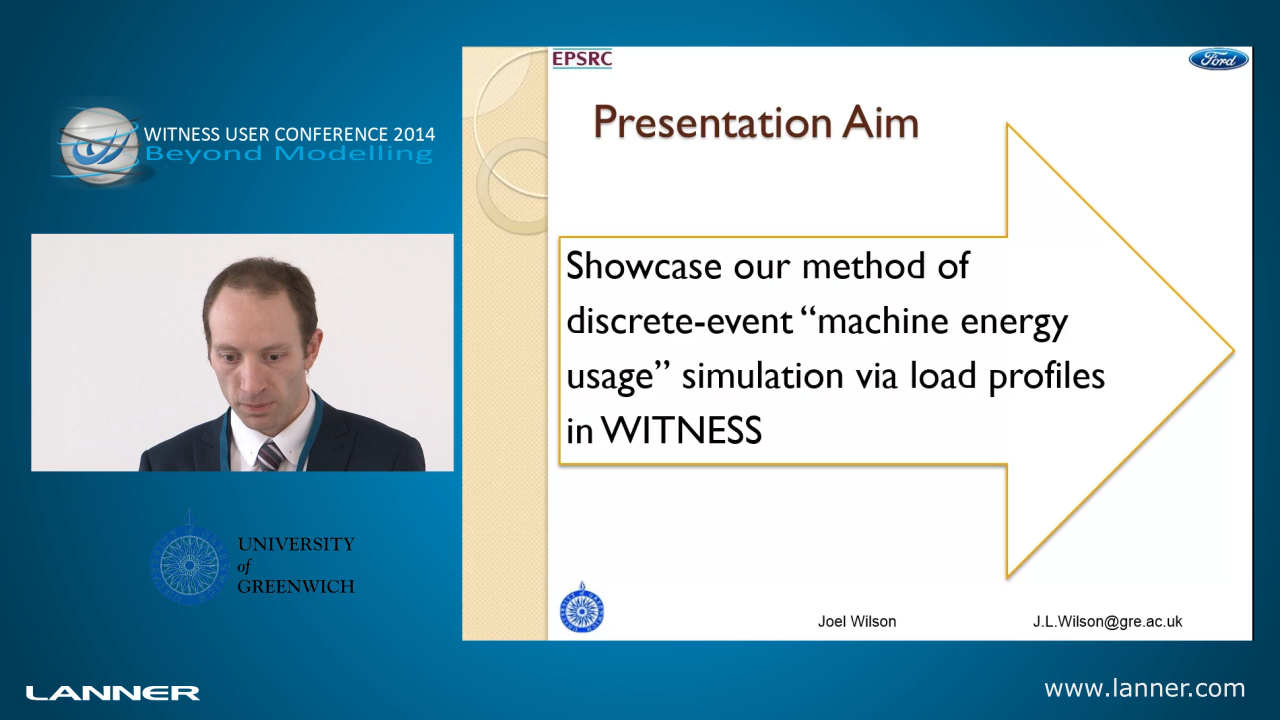 WITNESS USER CONFERENCE 2014
Beyond Modelling
UNIVERSITY
of
GREENWICH
LANNER
EPSRC
Ford
Presentation Aim
Showcase our method of
discrete-event “machine energy
usage” simulation via load profiles
in WITNESS
Joel Wilson
J.L.Wilson@gre.ac.uk
www.lanner.com